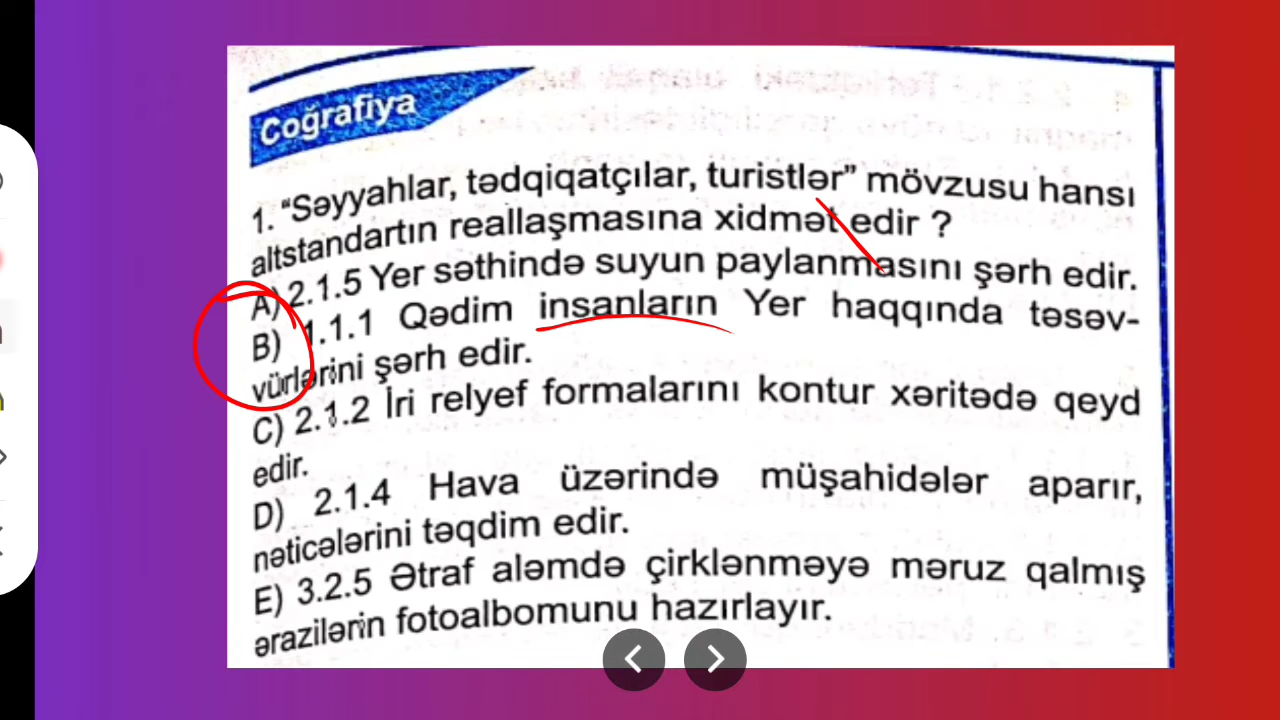 Coğrafiya
1. “Səyyahlar, tədqiqatçılar, turistlər” mövzusu hansı
altstandartın reallaşmasına xidmət edir ?
A) 2.1.5 Yer səthində suyun paylanmasını şərh edir.
B) 1.1.1 Qədim insanların Yer haqqında təsəv-
vürlərini şərh edir.
C) 2.1.2 İri relyef formalarını kontur xəritədə qeyd
edir.
D) 2.1.4 Hava üzərində müşahidələr aparır,
nəticələrini təqdim edir.
E) 3.2.5 Ətraf aləmdə çirklənməyə məruz qalmış
ərazilərin fotoalbomunu hazırlayır.